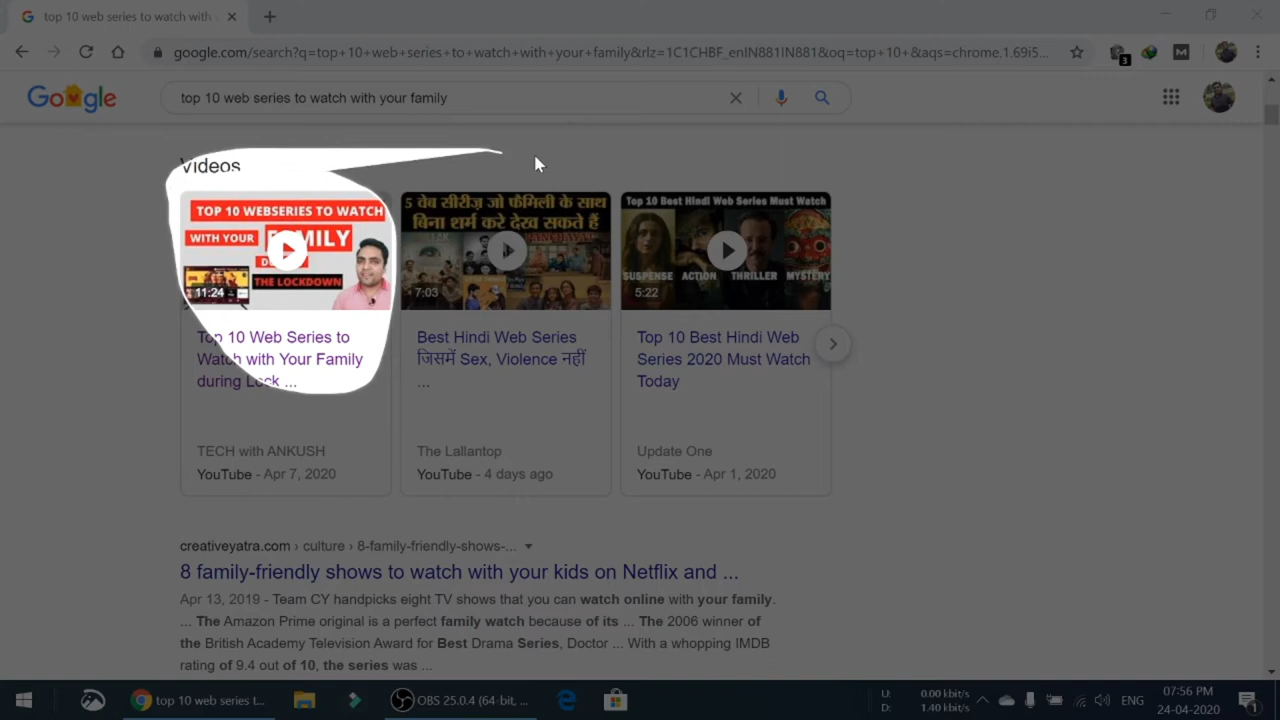 top 10 web series to watch with
google.com/search?q=top+10+web+series+to+watch+with+your+family&rlz=1C1CHBF_enIN881IN881&oq=top+10+&aqs=chrome.1.69i5...
3
Google
top 10 web series to watch with your family
Videos
TOP 10 WEBSERIES TO WATCH
WITH YOUR FAMILY
THE LOCKDOWN
11:24
Top 10 Web Series to
Watch with Your Family
during Lock ...
TECH with ANKUSH
YouTube - Apr 7, 2020
5 वेब सीरीज़ जो फैमिली के साथ
बिना शर्म करे देख सकते हैं
7:03
Best Hindi Web Series
जिसमें Sex, Violence नहीं
...
The Lallantop
YouTube - 4 days ago
Top 10 Best Hindi Web Series Must Watch
SUSPENSE ACTION THRILLER MYSTERY
5:22
Top 10 Best Hindi Web
Series 2020 Must Watch
Today
Update One
YouTube - Apr 1, 2020
creativeyatra.com › culture › 8-family-friendly-shows-...
8 family-friendly shows to watch with your kids on Netflix and ...
Apr 13, 2019 - Team CY handpicks eight TV shows that you can watch online with your family.
... The Amazon Prime original is a perfect family watch because of its ... The 2006 winner of
the British Academy Television Award for Best Drama Series, Doctor ... With a whopping IMDB
rating of 9.4 out of 10, the series was ...
top 10 web series t...
OBS 25.0.4 (64-bit, ...
U: 0.00 kbit/s
D: 1.40 kbit/s
ENG
07:56 PM
24-04-2020
1